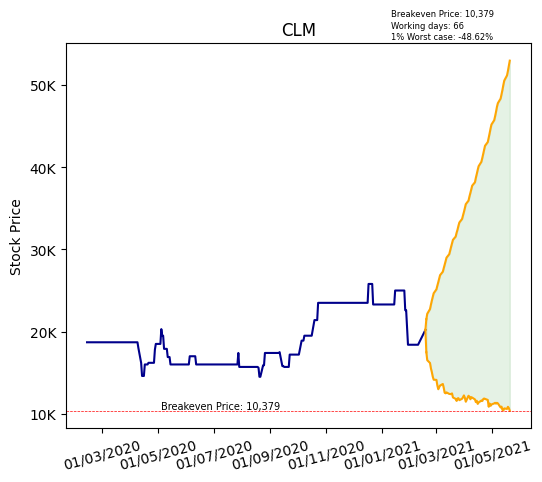 Breakeven Price: 10,379
Working days: 66
1% Worst case: -48.62%
CLM
Stock Price
50K
40K
30K
20K
10K
Breakeven Price: 10,379
01/03/2020
01/05/2020
01/07/2020
01/09/2020
01/11/2020
01/01/2021
01/03/2021
01/05/2021